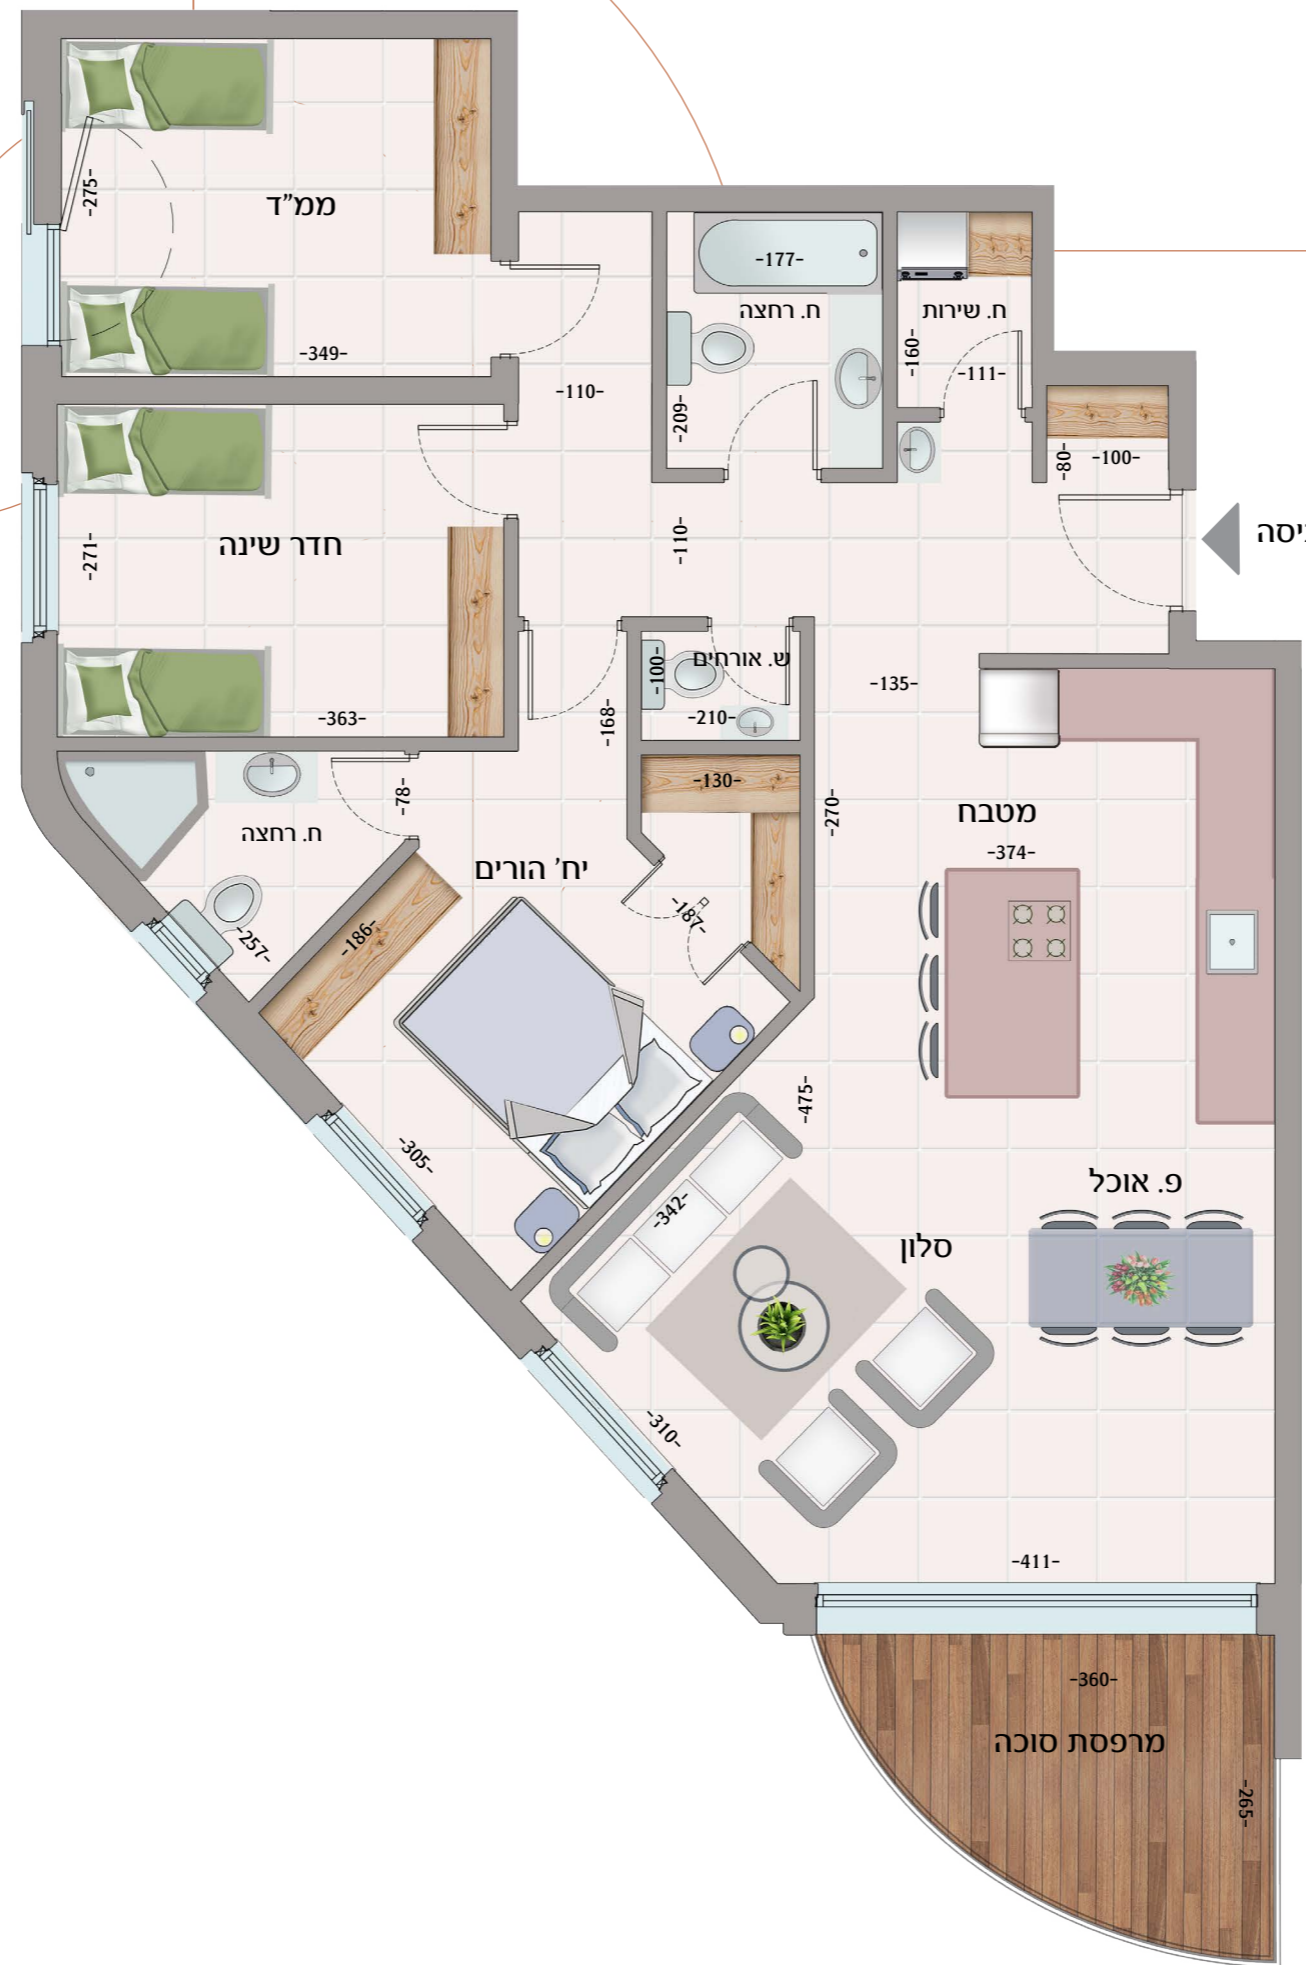 ממ"ד
-275-
-349-
-177-
ח. רחצה
-209-
ח. שירות
-160-
-111-
-110-
-80-
-100-
חדר שינה
-271-
-363-
-110-
ש. אורחים
-100-
-210-
-135-
-168-
-78-
ח. רחצה
-257-
יח' הורים
-130-
-187-
-186-
-270-
מטבח
-374-
-305-
-475-
-342-
סלון
פ. אוכל
-310-
-411-
-360-
מרפסת סוכה
-265-